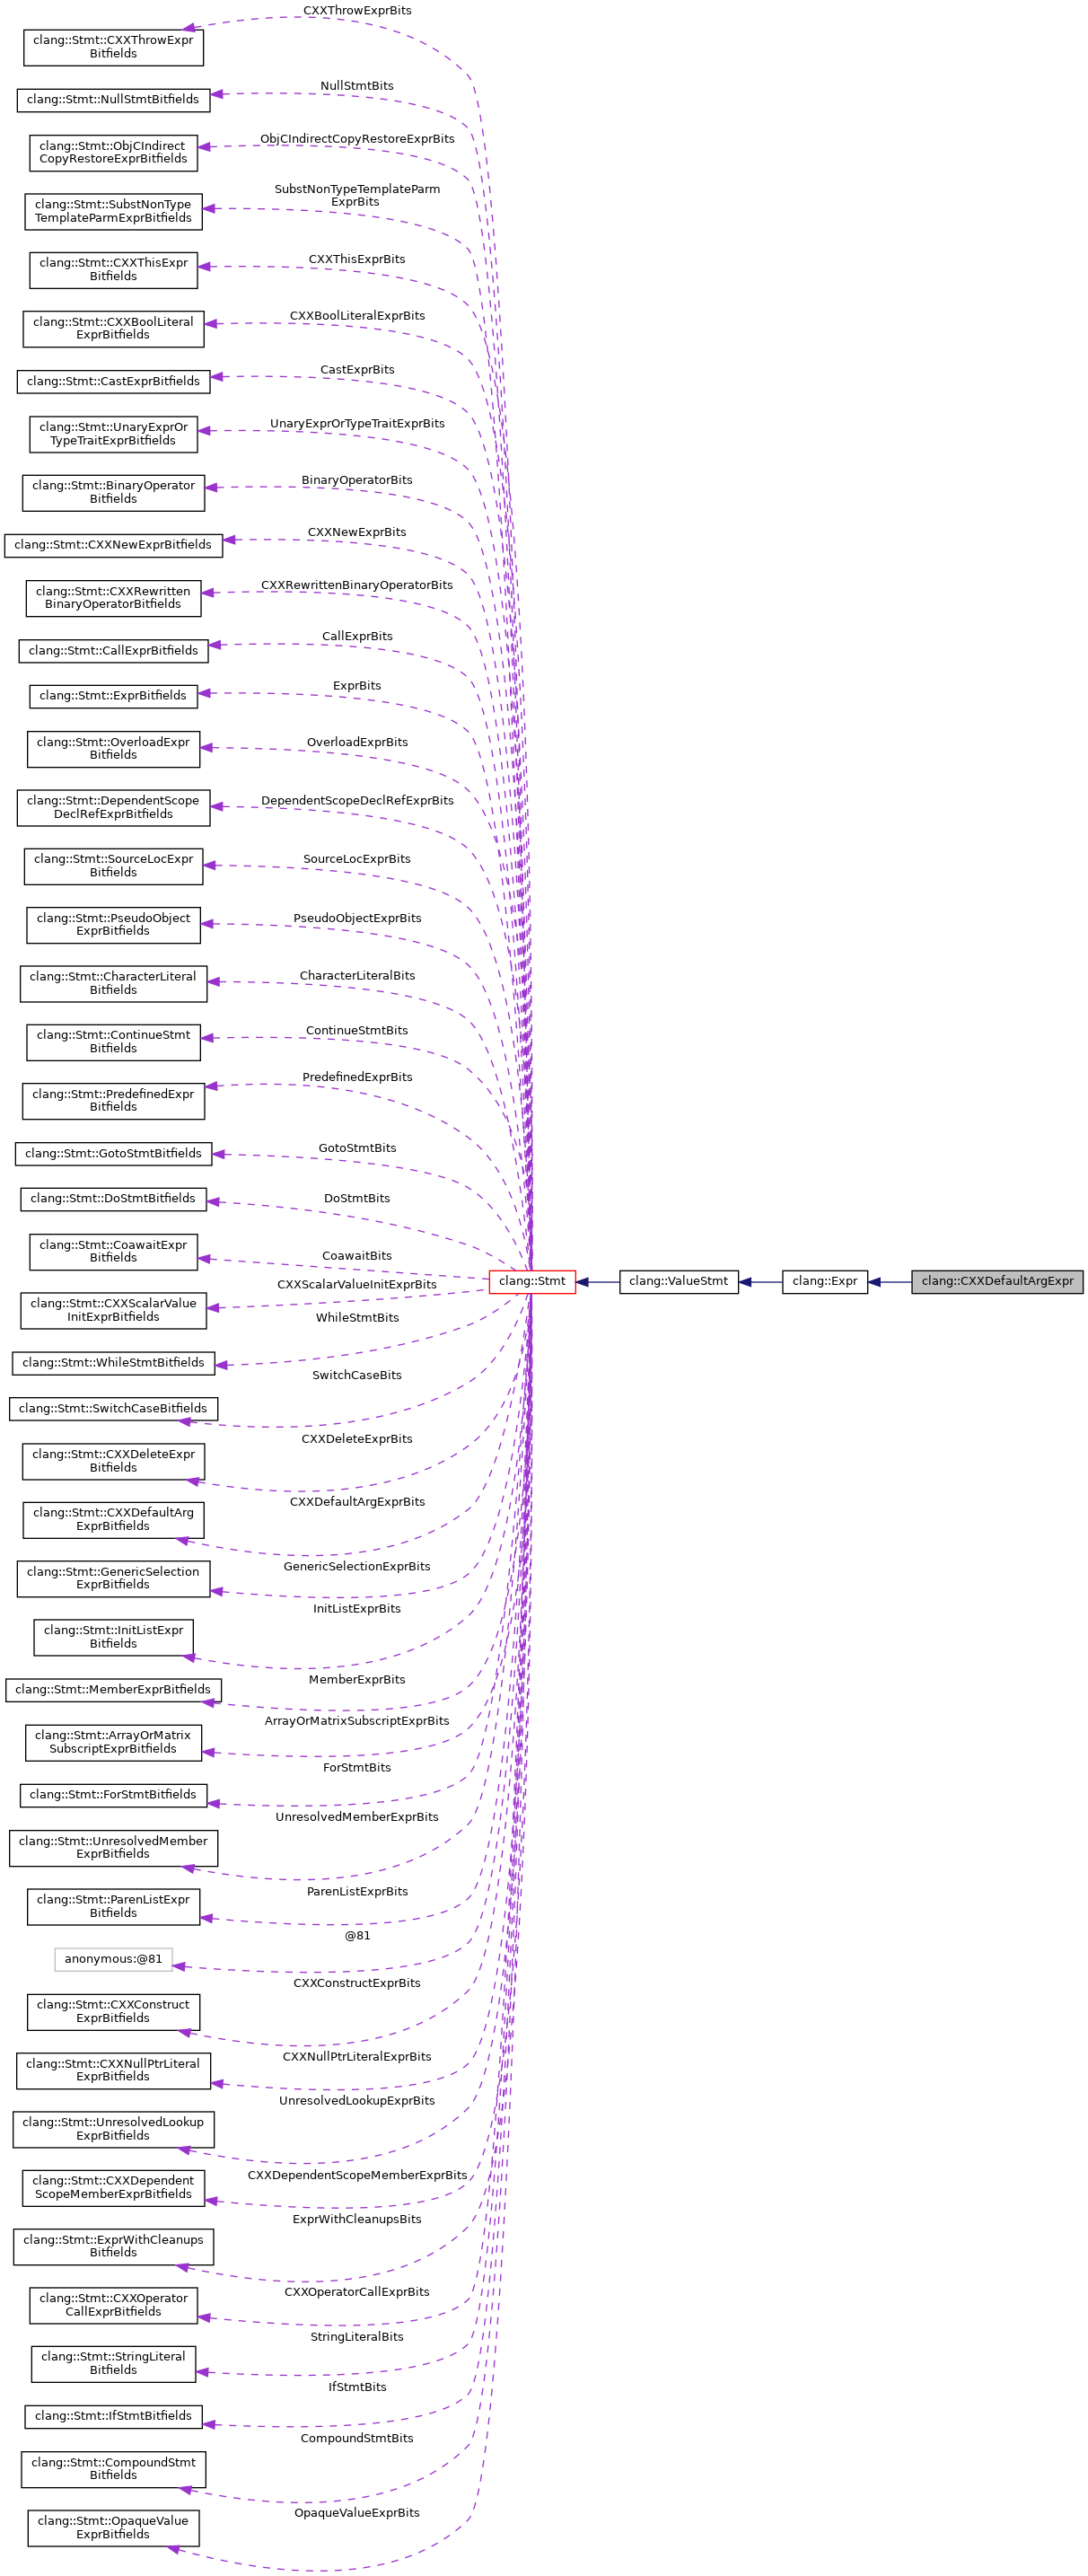 CXXThrowExprBits
clang::Stmt::CXXThrowExpr
Bitfields
NullStmtBits
clang::Stmt::NullStmtBitfields
ObjCIndirectCopyRestoreExprBits
clang::Stmt::ObjCIndirect
CopyRestoreExprBitfields
SubstNonTypeTemplateParm
ExprBits
clang::Stmt::SubstNonType
TemplateParmExprBitfields
CXXThisExprBits
clang::Stmt::CXXThisExpr
Bitfields
CXXBoolLiteralExprBits
clang::Stmt::CXXBoolLiteral
ExprBitfields
CastExprBits
clang::Stmt::CastExprBitfields
UnaryExprOrTypeTraitExprBits
clang::Stmt::UnaryExprOr
TypeTraitExprBitfields
BinaryOperatorBits
clang::Stmt::BinaryOperator
Bitfields
CXXNewExprBits
clang::Stmt::CXXNewExprBitfields
CXXRewrittenBinaryOperatorBits
clang::Stmt::CXXRewritten
BinaryOperatorBitfields
CallExprBits
clang::Stmt::CallExprBitfields
ExprBits
clang::Stmt::ExprBitfields
OverloadExprBits
clang::Stmt::OverloadExpr
Bitfields
DependentScopeDeclRefExprBits
clang::Stmt::DependentScope
DeclRefExprBitfields
SourceLocExprBits
clang::Stmt::SourceLocExpr
Bitfields
PseudoObjectExprBits
clang::Stmt::PseudoObject
ExprBitfields
CharacterLiteralBits
clang::Stmt::CharacterLiteral
Bitfields
ContinueStmtBits
clang::Stmt::ContinueStmt
Bitfields
PredefinedExprBits
clang::Stmt::PredefinedExpr
Bitfields
GotoStmtBits
clang::Stmt::GotoStmtBitfields
DoStmtBits
clang::Stmt::DoStmtBitfields
CoawaitBits
clang::Stmt::CoawaitExpr
Bitfields
clang::Stmt
clang::ValueStmt
clang::Expr
clang::CXXDefaultArgExpr
CXXScalarValueInitExprBits
clang::Stmt::CXXScalarValue
InitExprBitfields
WhileStmtBits
clang::Stmt::WhileStmtBitfields
SwitchCaseBits
clang::Stmt::SwitchCaseBitfields
CXXDeleteExprBits
clang::Stmt::CXXDeleteExpr
Bitfields
CXXDefaultArgExprBits
clang::Stmt::CXXDefaultArg
ExprBitfields
GenericSelectionExprBits
clang::Stmt::GenericSelection
ExprBitfields
InitListExprBits
clang::Stmt::InitListExpr
Bitfields
MemberExprBits
clang::Stmt::MemberExprBitfields
ArrayOrMatrixSubscriptExprBits
clang::Stmt::ArrayOrMatrix
SubscriptExprBitfields
ForStmtBits
clang::Stmt::ForStmtBitfields
UnresolvedMemberExprBits
clang::Stmt::UnresolvedMember
ExprBitfields
ParenListExprBits
clang::Stmt::ParenListExpr
Bitfields
@81
anonymous:@81
CXXConstructExprBits
clang::Stmt::CXXConstruct
ExprBitfields
CXXNullPtrLiteralExprBits
clang::Stmt::CXXNullPtrLiteral
ExprBitfields
UnresolvedLookupExprBits
clang::Stmt::UnresolvedLookup
ExprBitfields
CXXDependentScopeMemberExprBits
clang::Stmt::CXXDependent
ScopeMemberExprBitfields
ExprWithCleanupsBits
clang::Stmt::ExprWithCleanups
Bitfields
CXXOperatorCallExprBits
clang::Stmt::CXXOperator
CallExprBitfields
StringLiteralBits
clang::Stmt::StringLiteral
Bitfields
IfStmtBits
clang::Stmt::IfStmtBitfields
CompoundStmtBits
clang::Stmt::CompoundStmt
Bitfields
OpaqueValueExprBits
clang::Stmt::OpaqueValue
ExprBitfields